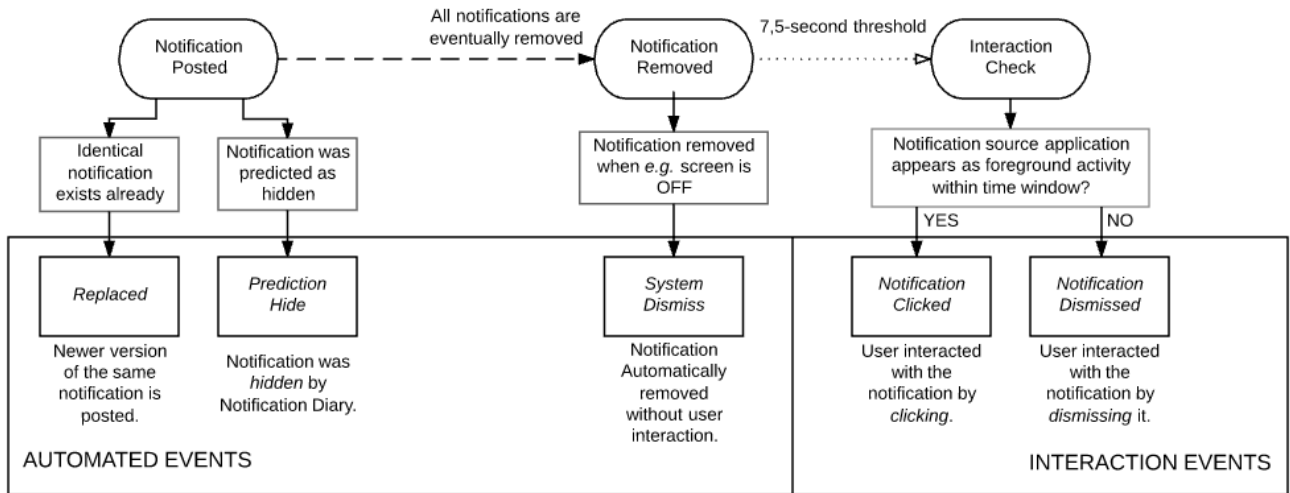 Notification
Posted
All notifications are
eventually removed
Notification
Removed
7,5-second threshold
Interaction
Check
Identical
notification
exists already
Notification was
predicted as
hidden
Notification removed
when e.g. screen is
OFF
Notification source application
appears as foreground activity
within time window?
YES
NO
Replaced
Prediction
Hide
System
Dismiss
Notification
Clicked
Notification
Dismissed
Newer version
of the same
notification is
posted.
Notification was
hidden by
Notification Diary.
Notification
Automatically
removed
without user
interaction.
User interacted
with the
notification by
clicking.
User interacted
with the
notification by
dismissing it.
AUTOMATED EVENTS
INTERACTION EVENTS